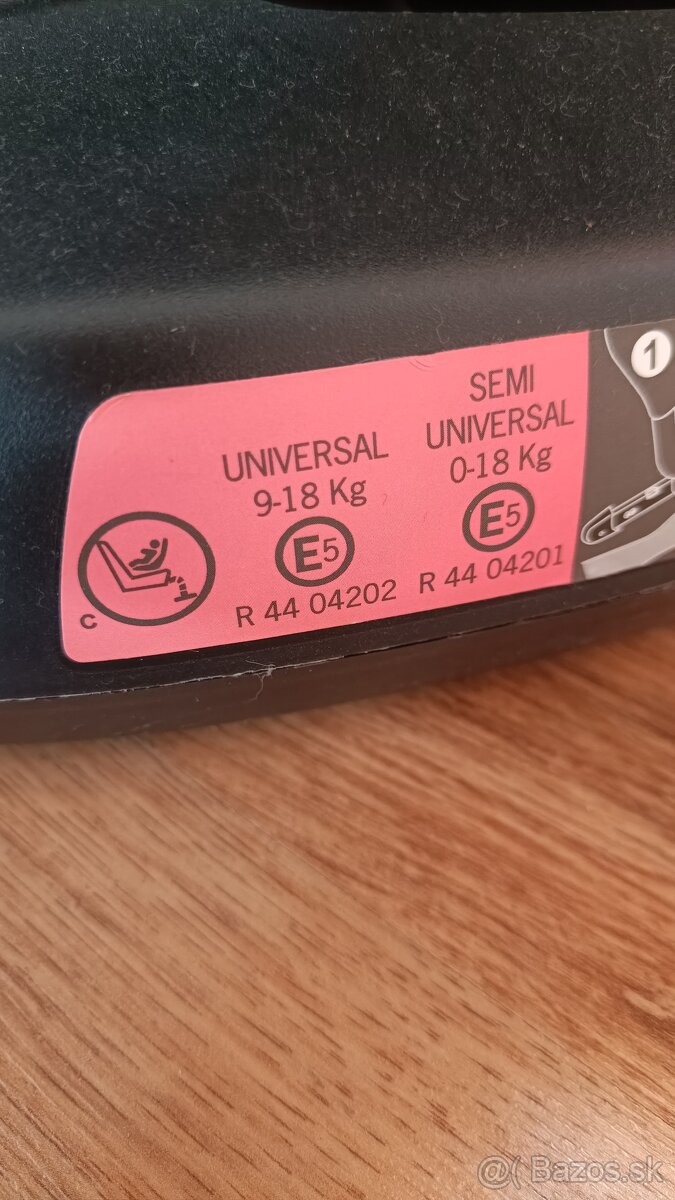 UNIVERSAL
9-18 Kg
E5
R 44 04202
SEMI
UNIVERSAL
0-18 Kg
E5
R 44 04201
C
1
@( Bazos.sk